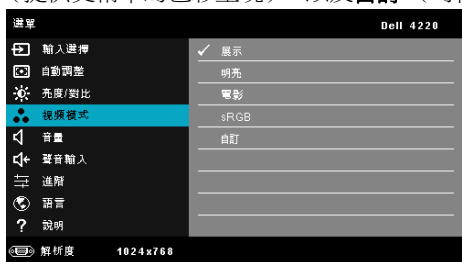 選單 Dell 4220
輸入選擇
自動調整
亮度/對比
視頻模式
音量
聲音輸入
進階
語言
說明
✓ 展示
明亮
電影
sRGB
自訂
解析度 1024x768